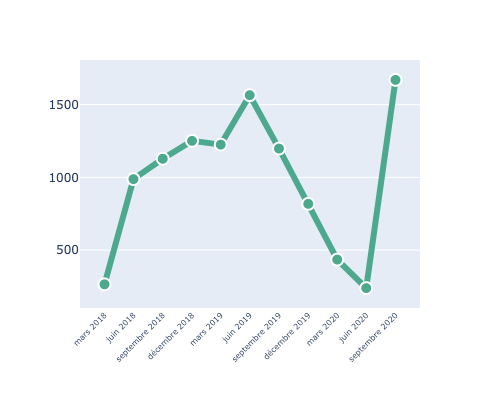 1500
1000
500
mars 2018
juin 2018
septembre 2018
décembre 2018
mars 2019
juin 2019
septembre 2019
décembre 2019
mars 2020
juin 2020
septembre 2020